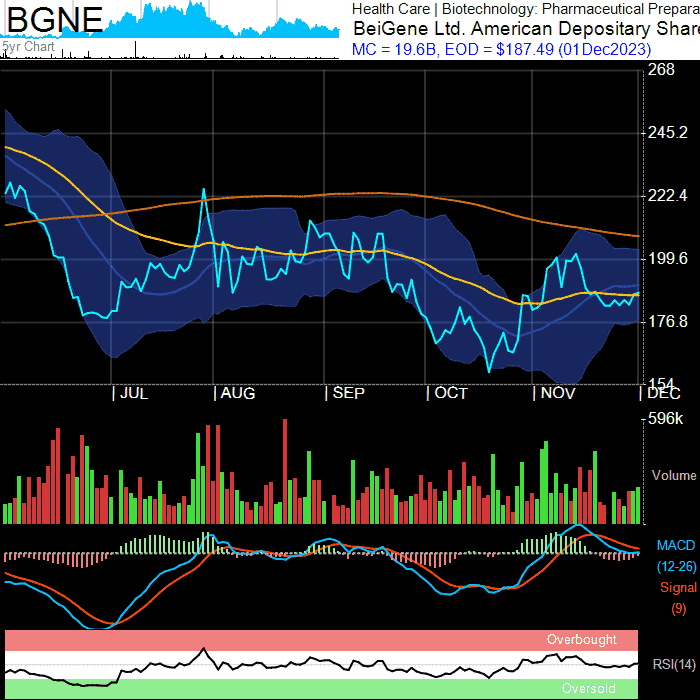 BGNE
5yr Chart
Health Care | Biotechnology: Pharmaceutical Prepara
BeiGene Ltd. American Depositary Shar
MC = 19.6B, EOD = $187.49 (01Dec2023)
268
245.2
222.4
199.6
176.8
154
| JUL | AUG | SEP | OCT | NOV | DEC
596k
Volume
MACD
(12-26)
Signal
(9)
Overbought
RSI(14)
Oversold